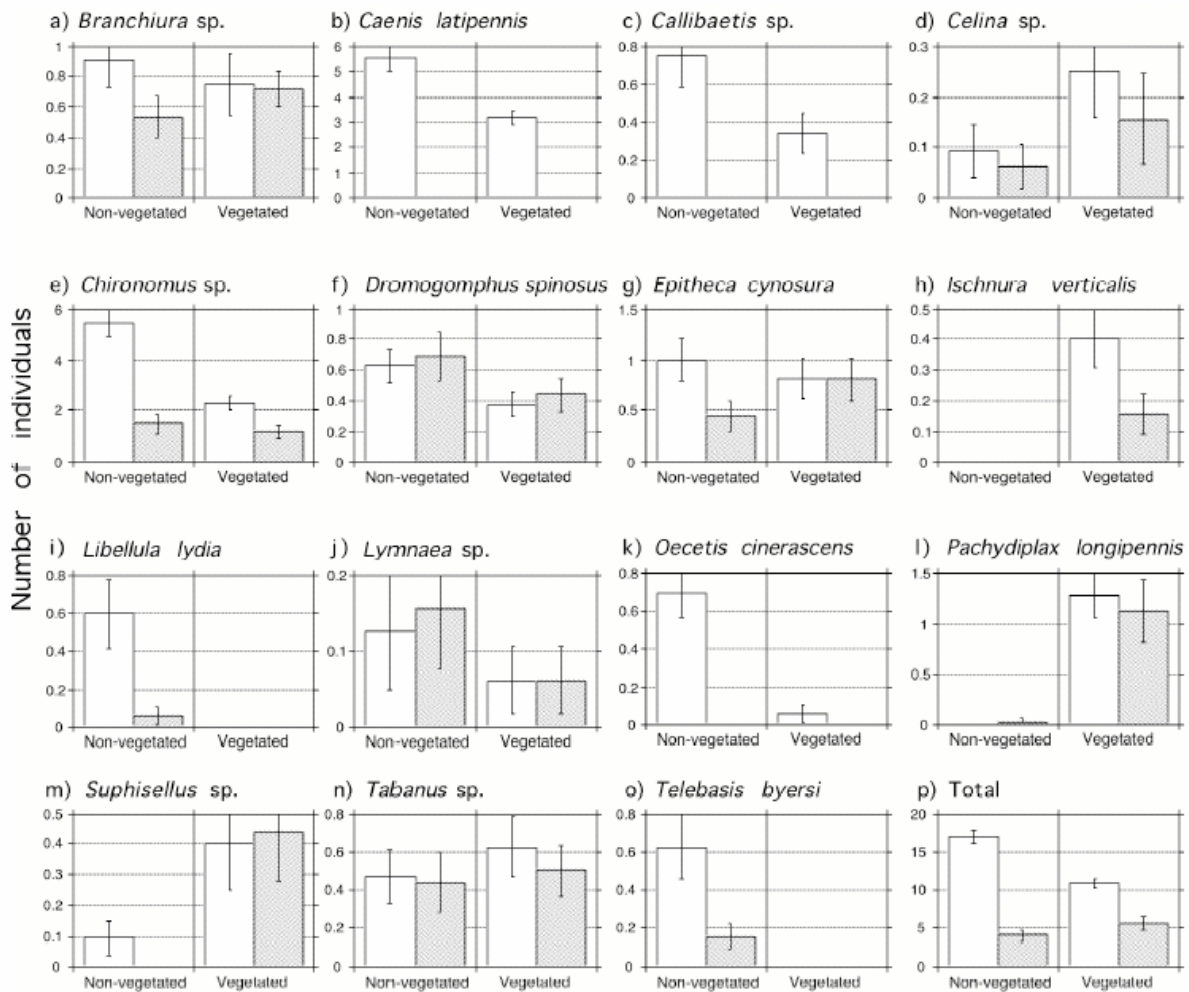 a) Branchiura sp.
b) Caenis latipennis
c) Callibaetis sp.
d) Celina sp.
1
0.8
0.6
0.4
0.2
0
6
5
4
3
2
1
0
0.8
0.6
0.4
0.2
0
0.3
0.2
0.1
0
Non-vegetated Vegetated
Non-vegetated Vegetated
Non-vegetated Vegetated
Non-vegetated Vegetated
Number of individuals
e) Chironomus sp.
f) Dromogomphus spinosus
g) Epitheca cynosura
h) Ischnura verticalis
6
4
2
0
1
0.8
0.6
0.4
0.2
0
1.5
1
0.5
0
0.5
0.4
0.3
0.2
0.1
0
Non-vegetated Vegetated
Non-vegetated Vegetated
Non-vegetated Vegetated
Non-vegetated Vegetated
i) Libellula lydia
j) Lymnaea sp.
k) Oecetis cinerascens
l) Pachydiplax longipennis
0.8
0.6
0.4
0.2
0
0.2
0.1
0
0.8
0.6
0.4
0.2
0
1.5
1
0.5
0
Non-vegetated Vegetated
Non-vegetated Vegetated
Non-vegetated Vegetated
Non-vegetated Vegetated
m) Suphisellus sp.
n) Tabanus sp.
o) Telebasis byersi
p) Total
0.5
0.4
0.3
0.2
0.1
0
0.8
0.6
0.4
0.2
0
0.8
0.6
0.4
0.2
0
20
15
10
5
0
Non-vegetated Vegetated
Non-vegetated Vegetated
Non-vegetated Vegetated
Non-vegetated Vegetated